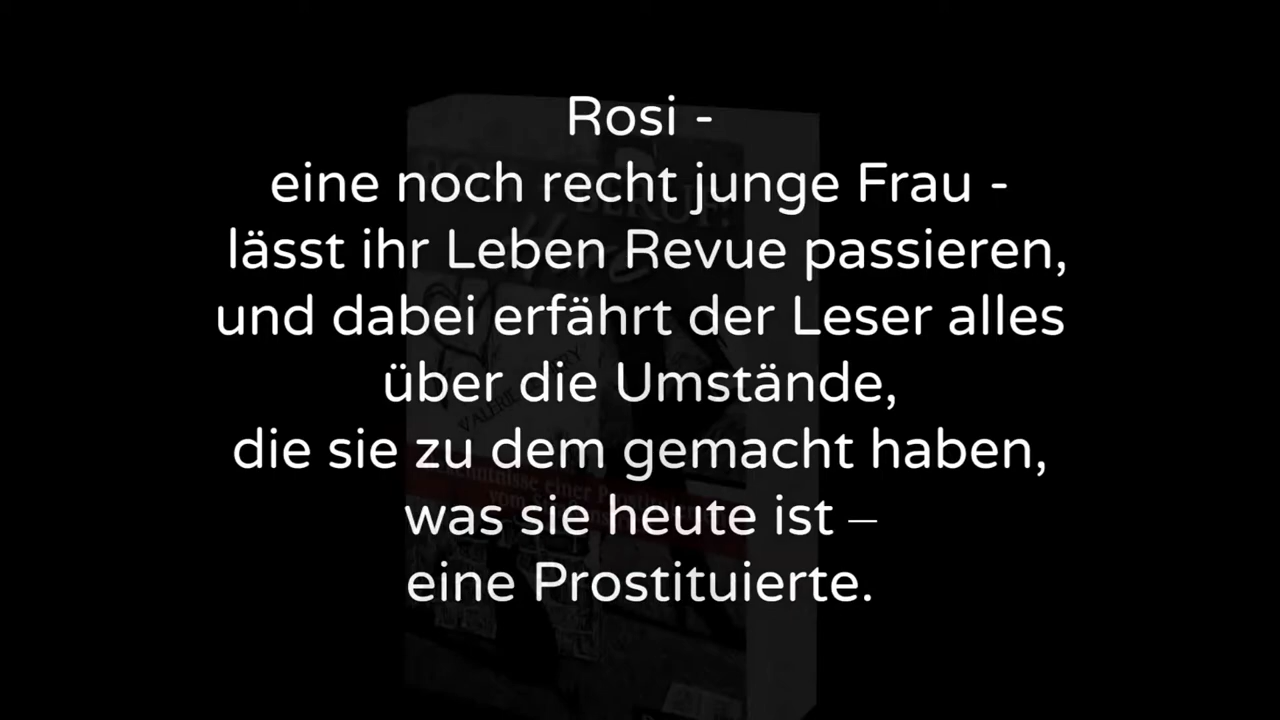 Rosi -
eine noch recht junge Frau -
lässt ihr Leben Revue passieren,
und dabei erfährt der Leser alles
über die Umstände,
die sie zu dem gemacht haben,
was sie heute ist –
eine Prostituierte.